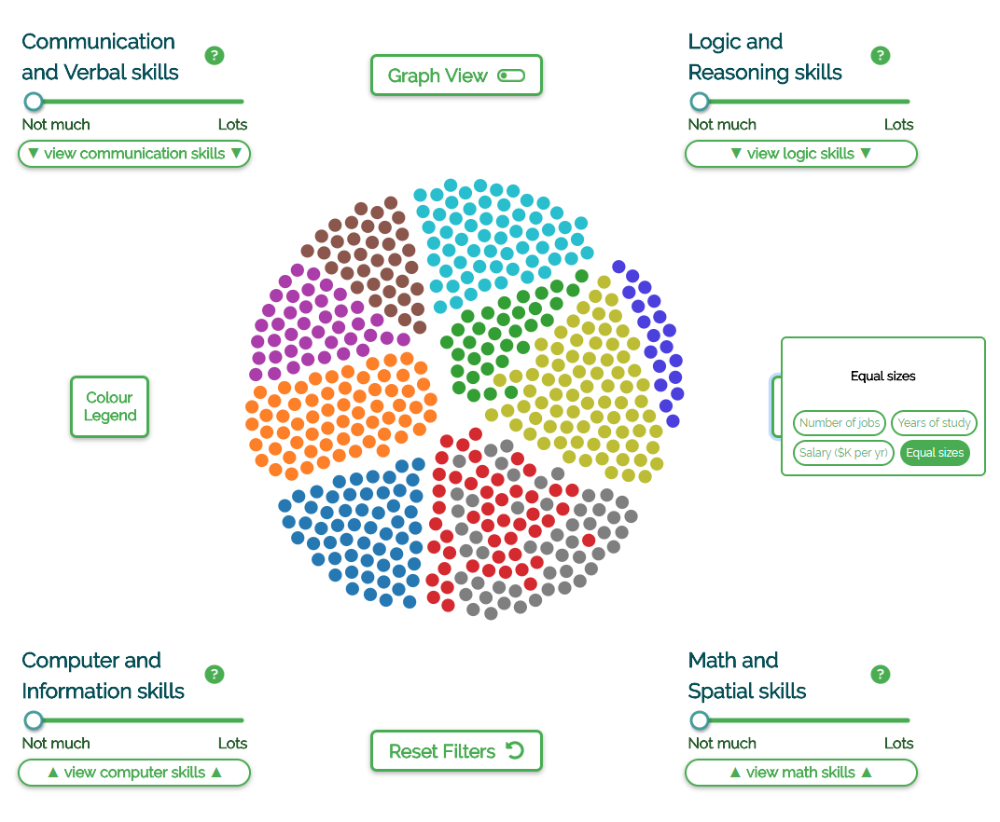 Communication
and Verbal skills
?
Not much Lots
▼ view communication skills ▼
Graph View
Logic and
Reasoning skills
?
Not much Lots
▼ view logic skills ▼
Colour
Legend
Equal sizes
Number of jobs
Years of study
Salary ($K per yr)
Equal sizes
Computer and
Information skills
?
Not much Lots
▲ view computer skills ▲
Reset Filters
Math and
Spatial skills
?
Not much Lots
▲ view math skills ▲